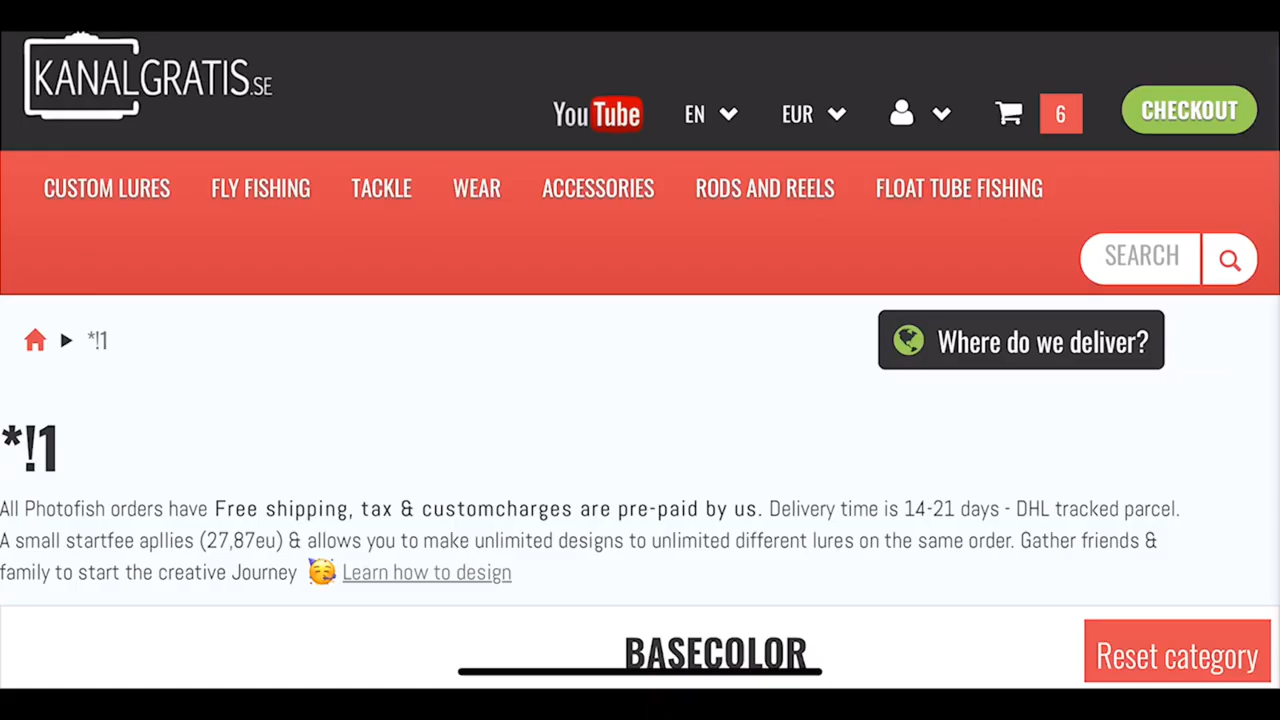 KANALGRATIS.SE
YouTube EN EUR 6 CHECKOUT
CUSTOM LURES FLY FISHING TACKLE WEAR ACCESSORIES RODS AND REELS FLOAT TUBE FISHING
SEARCH
*!1
Where do we deliver?
*!1
All Photofish orders have Free shipping, tax & customcharges are pre-paid by us. Delivery time is 14-21 days - DHL tracked parcel.
A small startfee apllies (27,87eu) & allows you to make unlimited designs to unlimited different lures on the same order. Gather friends &
family to start the creative Journey 🥳 Learn how to design
BASECOLOR
Reset category